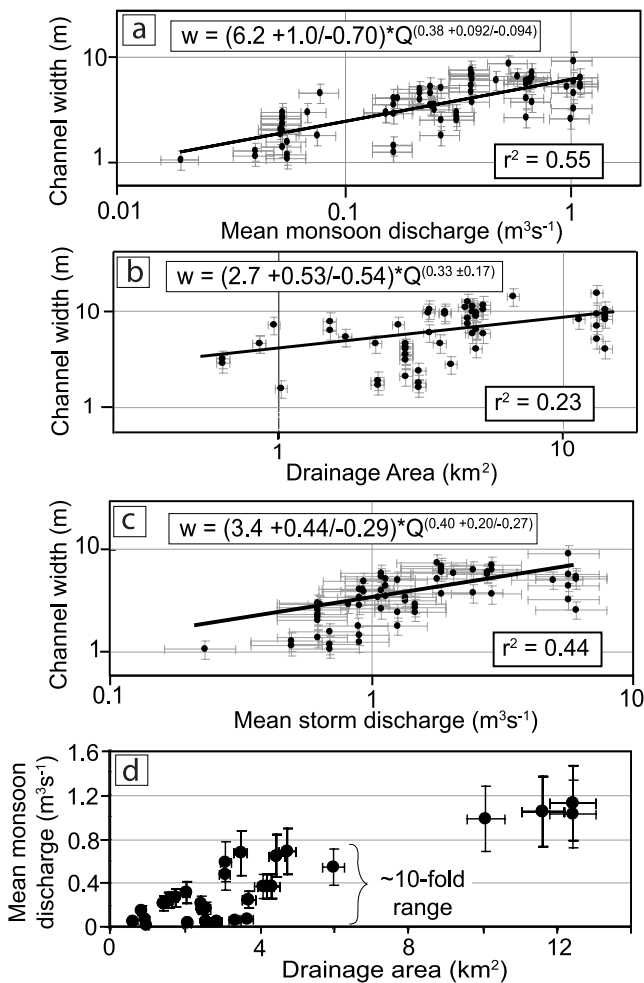 a
w = (6.2 +1.0/-0.70)*Q(0.38 +0.092/-0.094)
Channel width (m)
10
1
r2 = 0.55
0.01
0.1
1
Mean monsoon discharge (m3s-1)
b
w = (2.7 +0.53/-0.54)*Q(0.33 ±0.17)
Channel width (m)
10
1
r2 = 0.23
1
10
Drainage Area (km2)
c
w = (3.4 +0.44/-0.29)*Q(0.40 +0.20/-0.27)
Channel width (m)
10
1
r2 = 0.44
0.1
1
10
Mean storm discharge (m3s-1)
d
Mean monsoon
discharge (m3s-1)
1.6
1.2
0.8
0.4
0
~10-fold
range
0
2
4
6
8
10
12
Drainage area (km2)